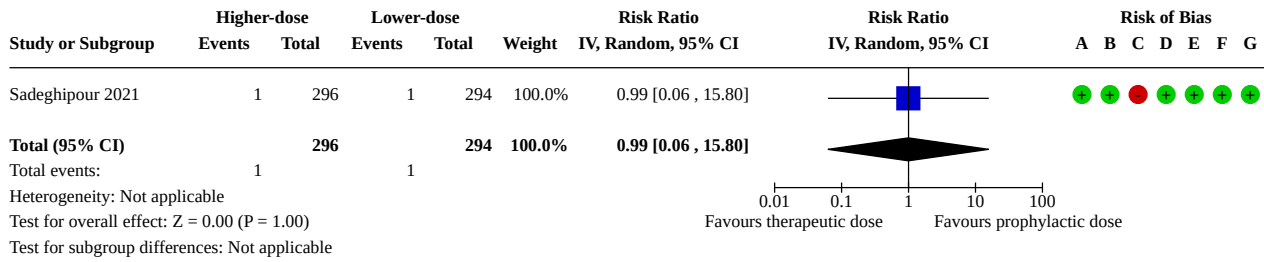 Higher-dose Lower-dose Risk Ratio Risk Ratio Risk of Bias
Study or Subgroup Events Total Events Total Weight IV, Random, 95% CI IV, Random, 95% CI A B C D E F G
Sadeghipour 2021 1 296 1 294 100.0% 0.99 [0.06 , 15.80] + + - + + + +
Total (95% CI) 296 294 100.0% 0.99 [0.06 , 15.80]
Total events: 1 1
Heterogeneity: Not applicable 0.01 0.1 1 10 100
Test for overall effect: Z = 0.00 (P = 1.00) Favours therapeutic dose Favours prophylactic dose
Test for subgroup differences: Not applicable